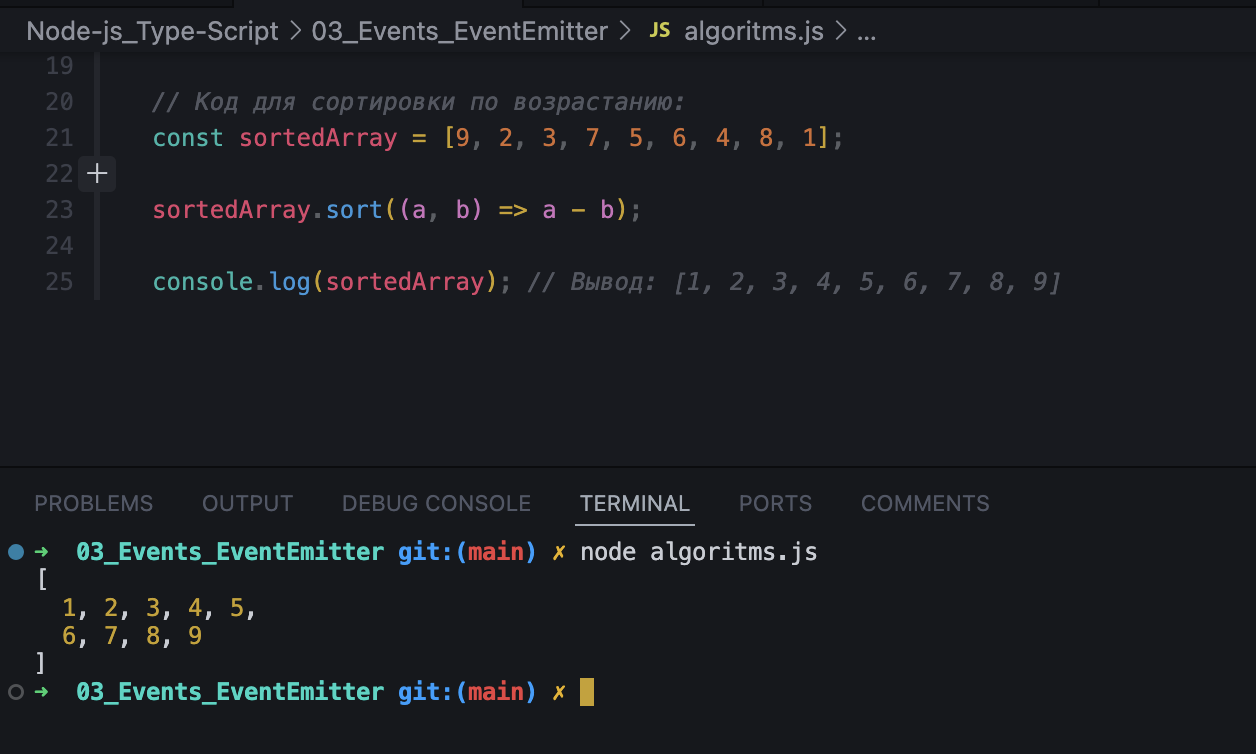 Node-js_Type-Script > 03_Events_EventEmitter > JS algoritms.js > ...
19
20 // Код для сортировки по возрастанию:
21 const sortedArray = [9, 2, 3, 7, 5, 6, 4, 8, 1];
22 +
23 sortedArray.sort((a, b) => a - b);
24
25 console.log(sortedArray); // Вывод: [1, 2, 3, 4, 5, 6, 7, 8, 9]
PROBLEMS OUTPUT DEBUG CONSOLE TERMINAL PORTS COMMENTS
➜ 03_Events_EventEmitter git:(main) ✗ node algoritms.js
[
1, 2, 3, 4, 5,
6, 7, 8, 9
]
➜ 03_Events_EventEmitter git:(main) ✗